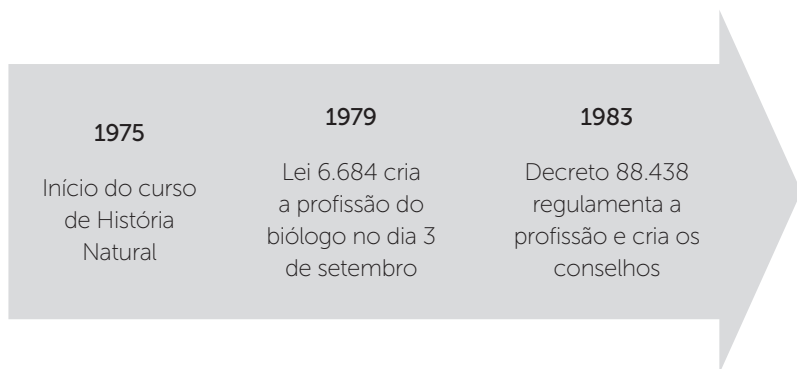 1975
Início do curso
de História
Natural
1979
Lei 6.684 cria
a profissão do
biólogo no dia 3
de setembro
1983
Decreto 88.438
regulamenta a
profissão e cria os
conselhos